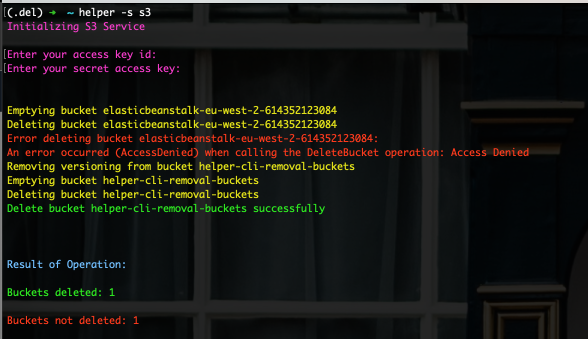 (.del) ➜ ~ helper -s s3
Initializing S3 Service
[Enter your access key id:
[Enter your secret access key:
Emptying bucket elasticbeanstalk-eu-west-2-614352123084
Deleting bucket elasticbeanstalk-eu-west-2-614352123084
Error deleting bucket elasticbeanstalk-eu-west-2-614352123084:
An error occurred (AccessDenied) when calling the DeleteBucket operation: Access Denied
Removing versioning from bucket helper-cli-removal-buckets
Emptying bucket helper-cli-removal-buckets
Deleting bucket helper-cli-removal-buckets
Delete bucket helper-cli-removal-buckets successfully
Result of Operation:
Buckets deleted: 1
Buckets not deleted: 1